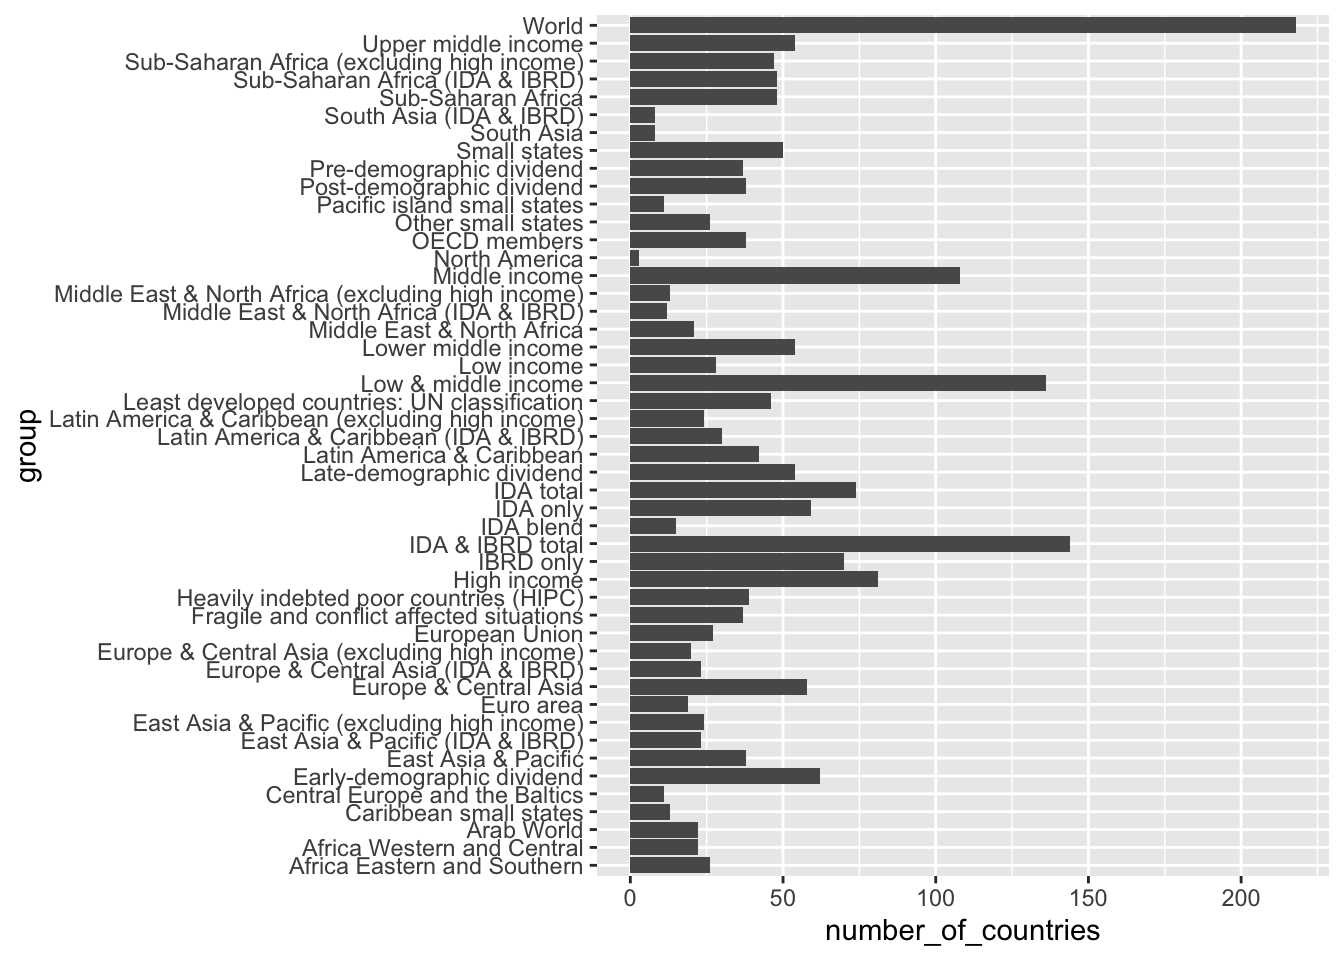 World
Upper middle income
Sub-Saharan Africa (excluding high income)
Sub-Saharan Africa (IDA & IBRD)
Sub-Saharan Africa
South Asia (IDA & IBRD)
South Asia
Small states
Pre-demographic dividend
Post-demographic dividend
Pacific island small states
Other small states
OECD members
North America
Middle income
Middle East & North Africa (excluding high income)
Middle East & North Africa (IDA & IBRD)
Middle East & North Africa
Lower middle income
Low income
Low & middle income
Least developed countries: UN classification
Latin America & Caribbean (excluding high income)
Latin America & Caribbean (IDA & IBRD)
Latin America & Caribbean
Late-demographic dividend
IDA total
IDA only
IDA blend
IDA & IBRD total
IBRD only
High income
Heavily indebted poor countries (HIPC)
Fragile and conflict affected situations
European Union
Europe & Central Asia (excluding high income)
Europe & Central Asia (IDA & IBRD)
Europe & Central Asia
Euro area
East Asia & Pacific (excluding high income)
East Asia & Pacific (IDA & IBRD)
East Asia & Pacific
Early-demographic dividend
Central Europe and the Baltics
Caribbean small states
Arab World
Africa Western and Central
Africa Eastern and Southern
group
0 50 100 150 200
number_of_countries